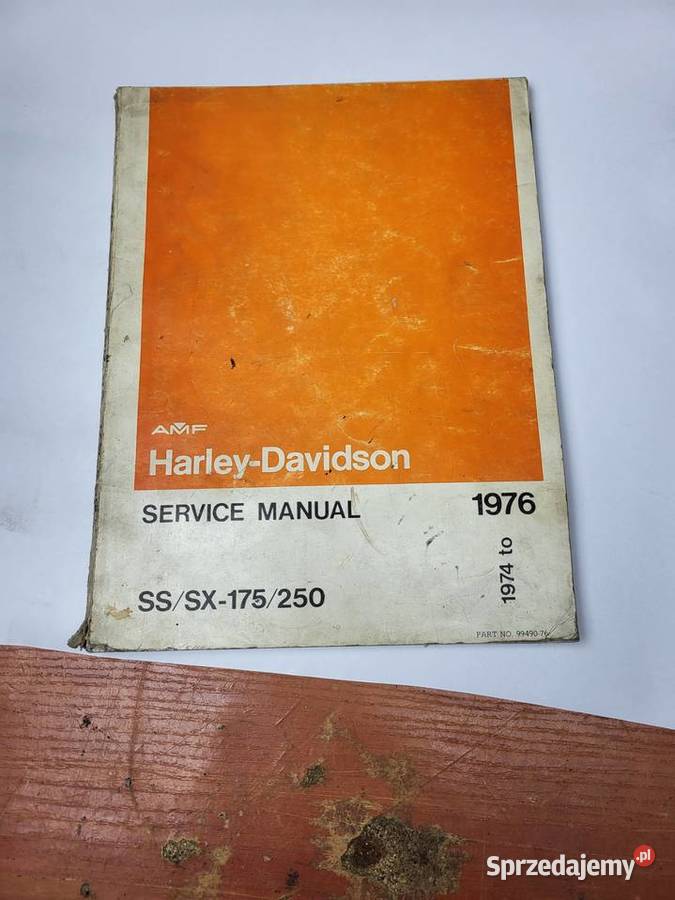 AMF
Harley-Davidson
SERVICE MANUAL 1976
1974 to
SS/SX-175/250
PART NO. 99490-76
Sprzedajemy.pl